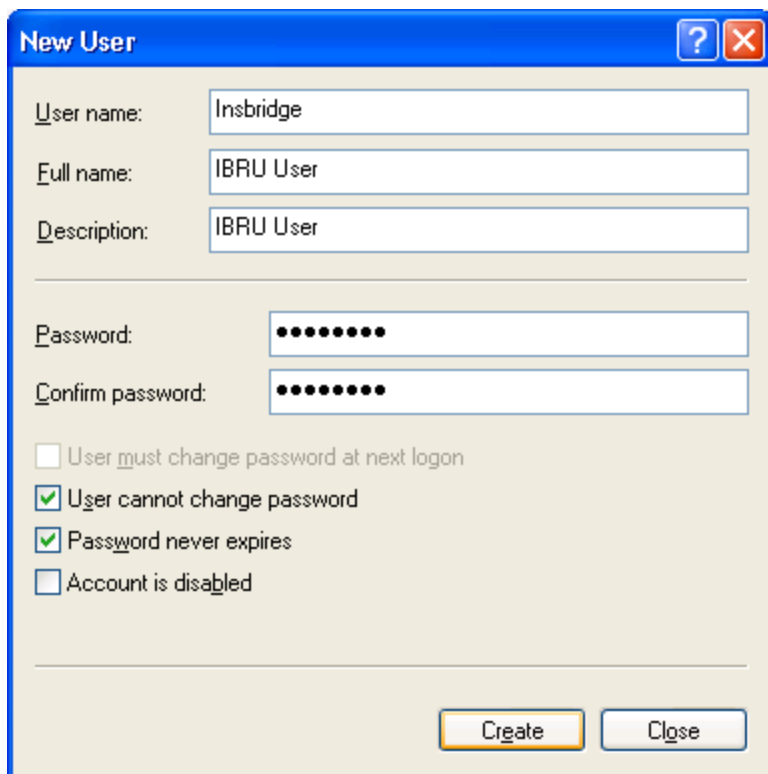 New User
User name: Insbridge
Full name: IBRU User
Description: IBRU User
Password: ••••••••
Confirm password: ••••••••
User must change password at next logon
User cannot change password
Password never expires
Account is disabled
Create Close